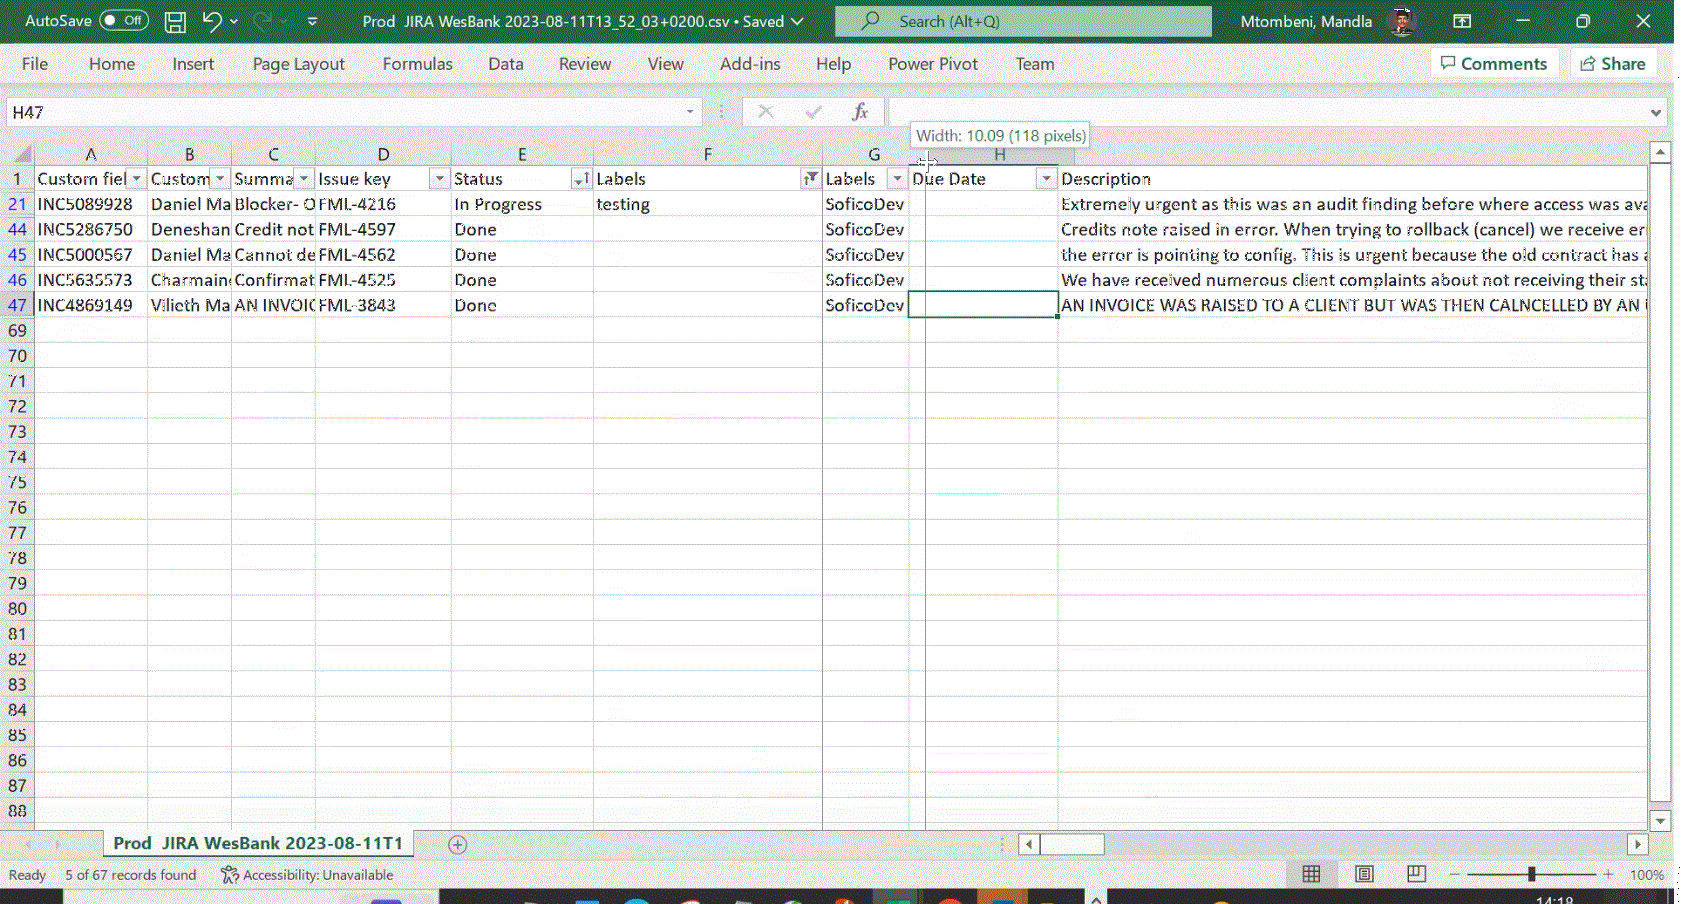 AutoSave Off Prod JIRA WesBank 2023-08-11T13_52_03+0200.csv • Saved Search (Alt+Q) Mtombeni, Mandla
File Home Insert Page Layout Formulas Data Review View Add-ins Help Power Pivot Team Comments Share
H47 fx
Width: 10.09 (118 pixels)
A B C D E F G H
1 Custom fiel Custom Summa Issue key Status Labels Labels Due Date Description
21 INC5089928 Daniel Ma Blocker- O FML-4216 In Progress testing SoficoDev Extremely urgent as this was an audit finding before where access was ava
44 INC5286750 Deneshan Credit not FML-4597 Done SoficoDev Credits note raised in error. When trying to rollback (cancel) we receive er
45 INC5000567 Daniel Ma Cannot de FML-4562 Done SoficoDev the error is pointing to config. This is urgent because the old contract has a
46 INC5635573 Charmain Confirmat FML-4525 Done SoficoDev We have received numerous client complaints about not receiving their sta
47 INC4869149 Vilieth Ma AN INVOIC FML-3843 Done SoficoDev AN INVOICE WAS RAISED TO A CLIENT BUT WAS THEN CALNCELLED BY AN
69
70
71
72
73
74
75
76
77
78
79
80
81
82
83
84
85
86
87
88
Prod JIRA WesBank 2023-08-11T1
Ready 5 of 67 records found Accessibility: Unavailable 100%
14:18